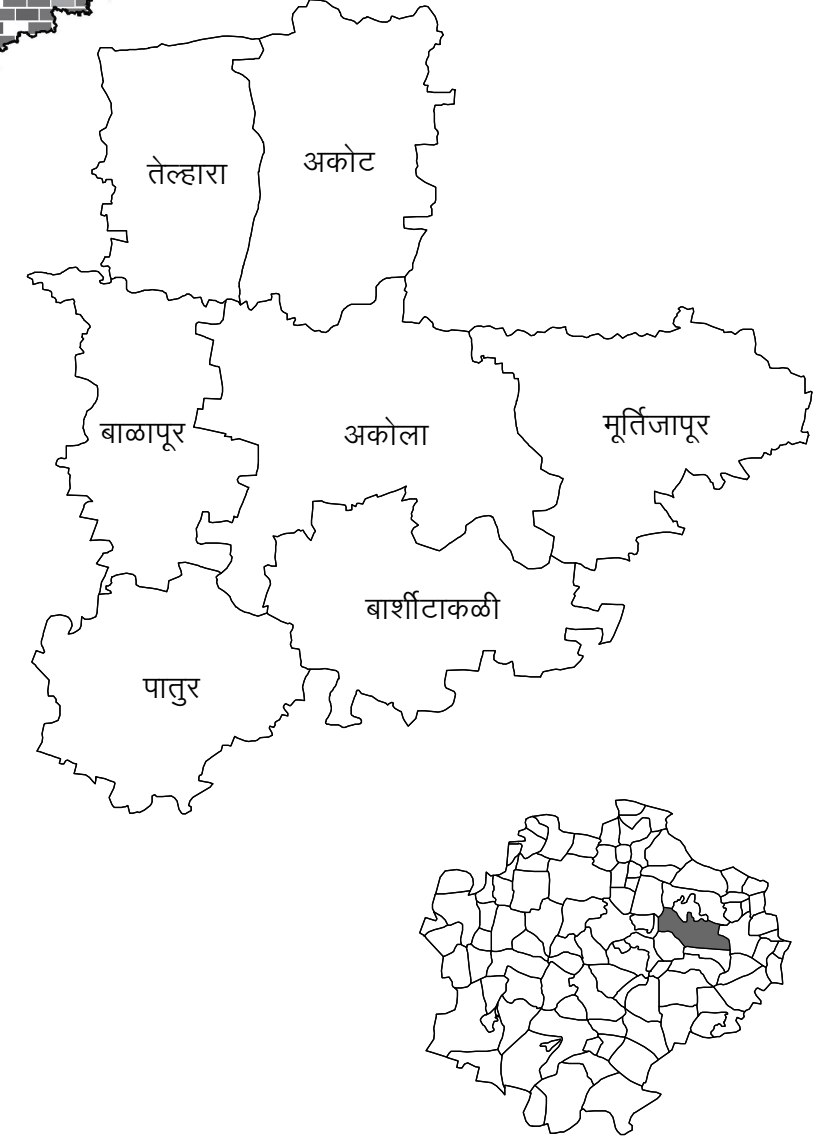 तेल्हारा
अकोट
बाळापूर
अकोला
मूर्तिजापूर
बार्शीटाकळी
पातुर